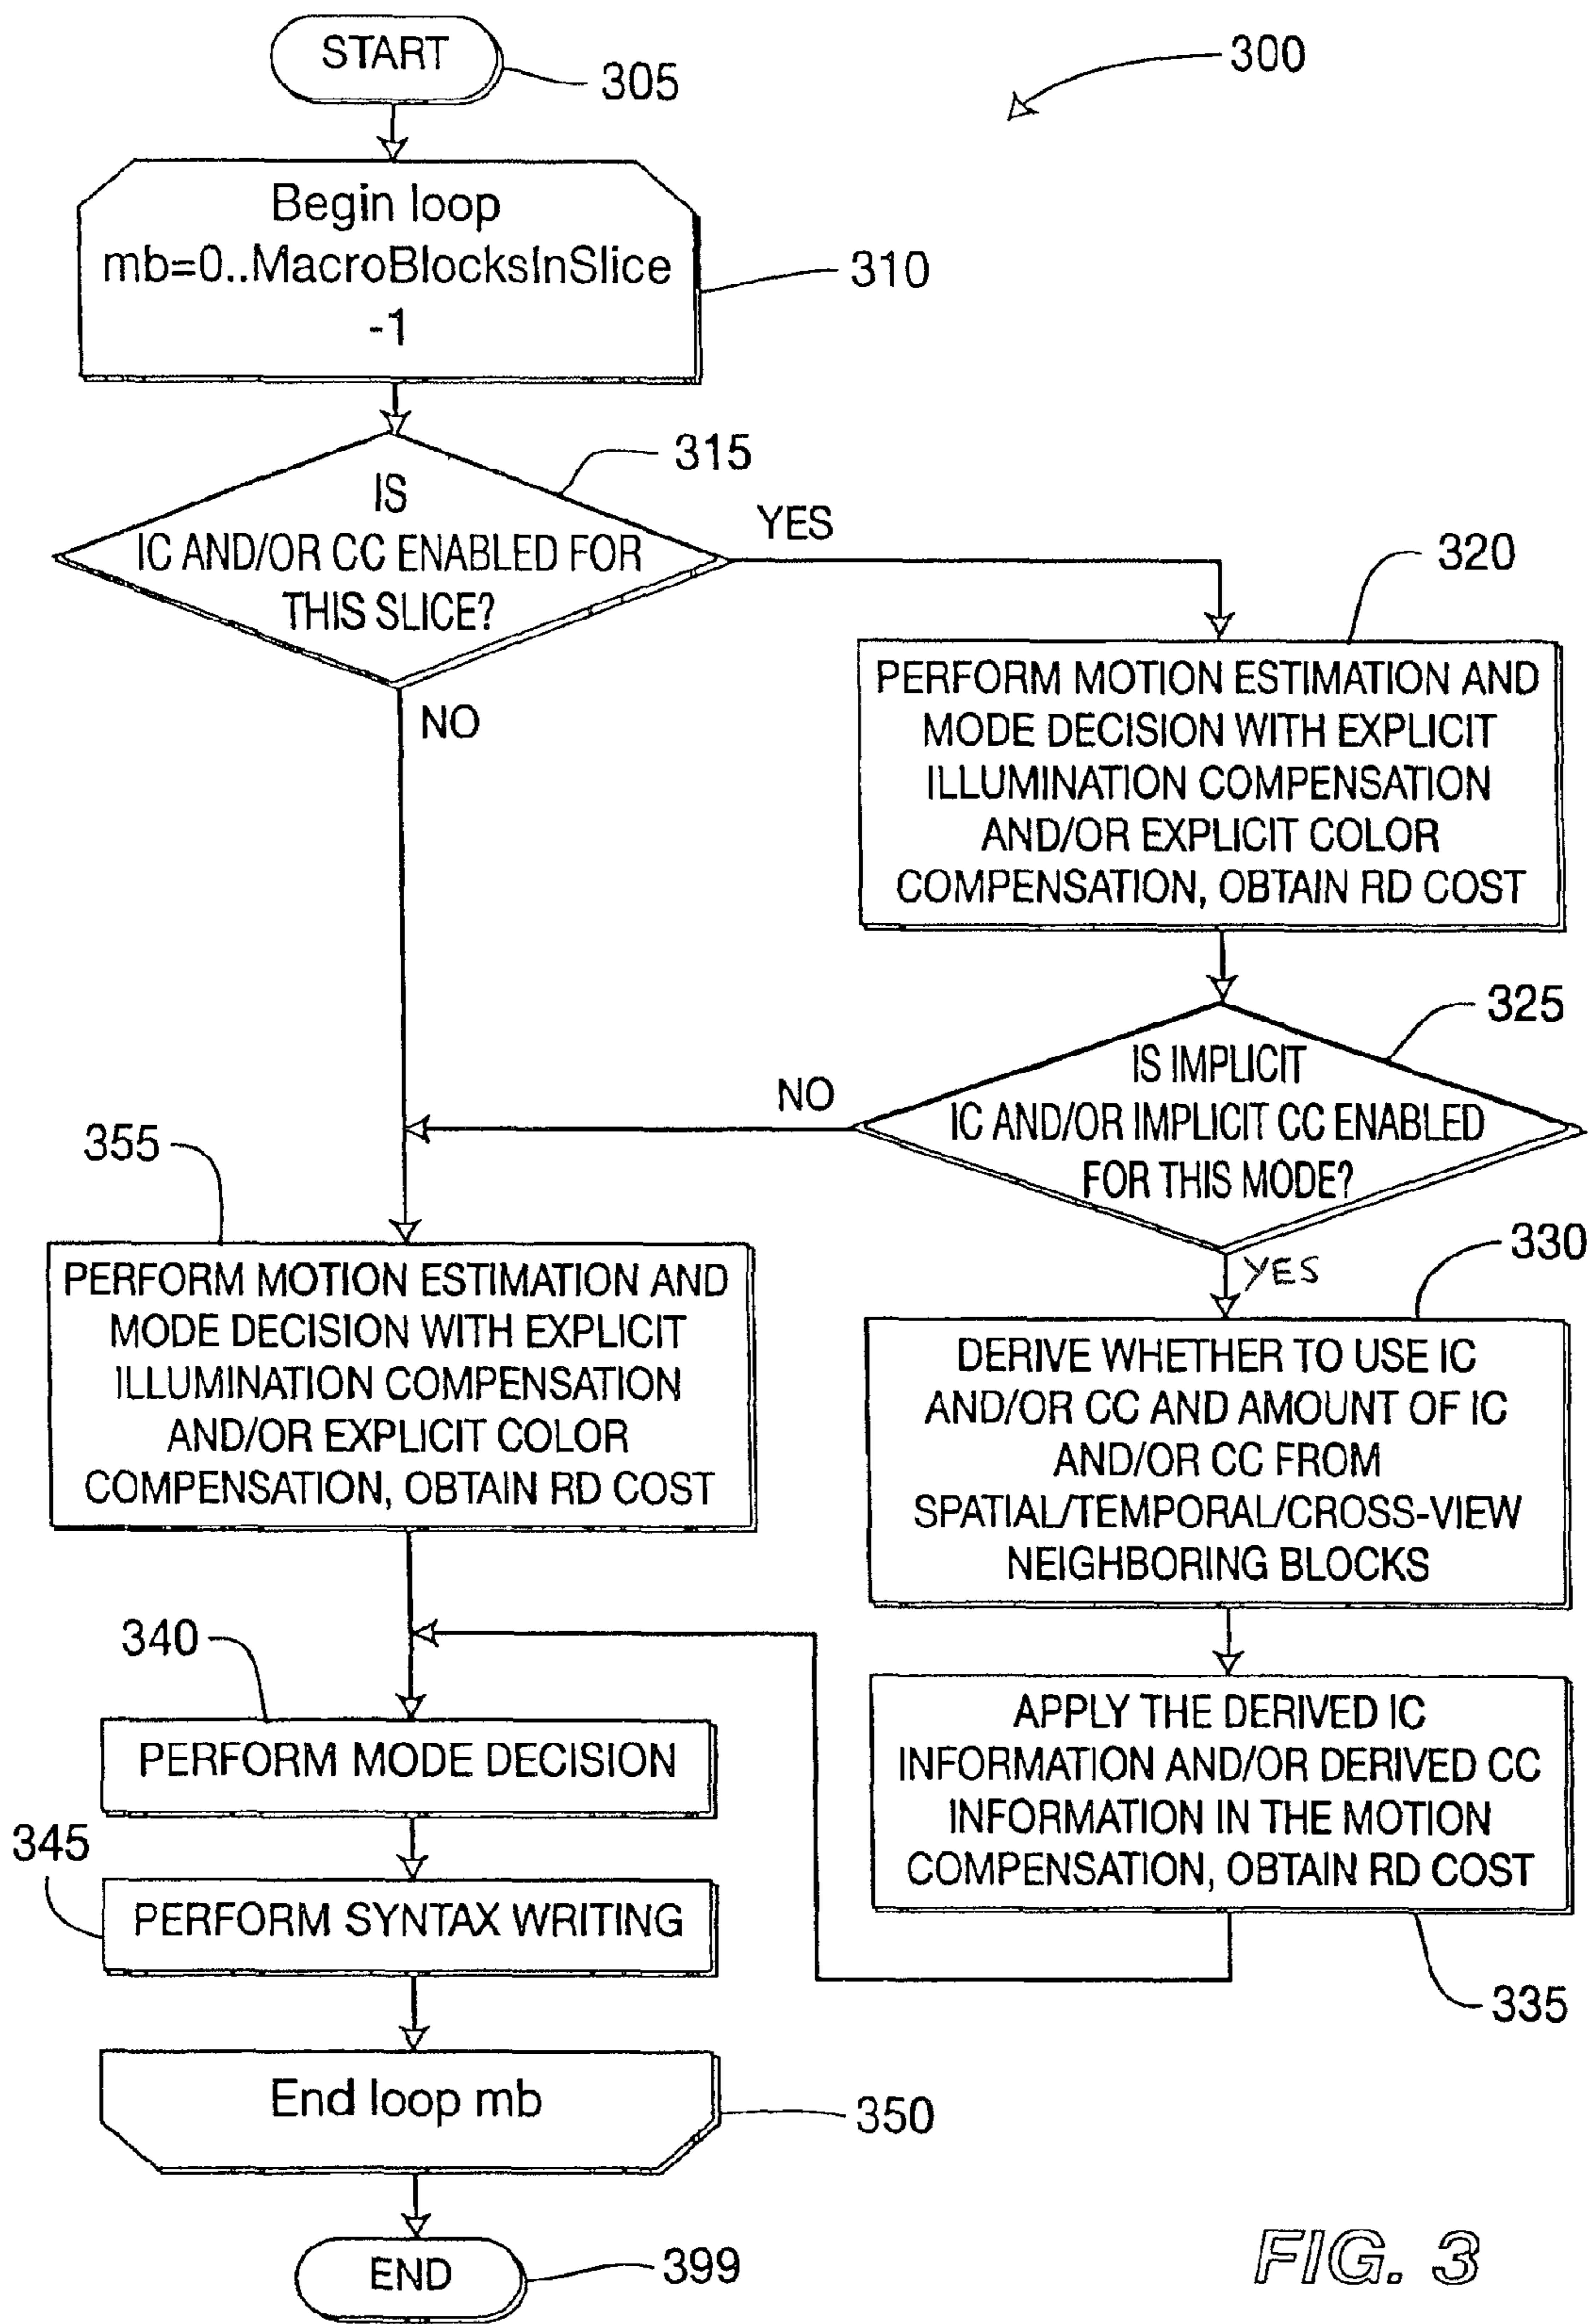 START
305
300
Begin loop
mb=0..MacroBlocksInSlice
-1
310
IS
IC AND/OR CC ENABLED FOR
THIS SLICE?
315
YES
NO
320
PERFORM MOTION ESTIMATION AND
MODE DECISION WITH EXPLICIT
ILLUMINATION COMPENSATION
AND/OR EXPLICIT COLOR
COMPENSATION, OBTAIN RD COST
325
IS IMPLICIT
IC AND/OR IMPLICIT CC ENABLED
FOR THIS MODE?
NO
YES
330
DERIVE WHETHER TO USE IC
AND/OR CC AND AMOUNT OF IC
AND/OR CC FROM
SPATIAL/TEMPORAL/CROSS-VIEW
NEIGHBORING BLOCKS
355
PERFORM MOTION ESTIMATION AND
MODE DECISION WITH EXPLICIT
ILLUMINATION COMPENSATION
AND/OR EXPLICIT COLOR
COMPENSATION, OBTAIN RD COST
APPLY THE DERIVED IC
INFORMATION AND/OR DERIVED CC
INFORMATION IN THE MOTION
COMPENSATION, OBTAIN RD COST
335
340
PERFORM MODE DECISION
345
PERFORM SYNTAX WRITING
End loop mb
350
END
399
FIG. 3